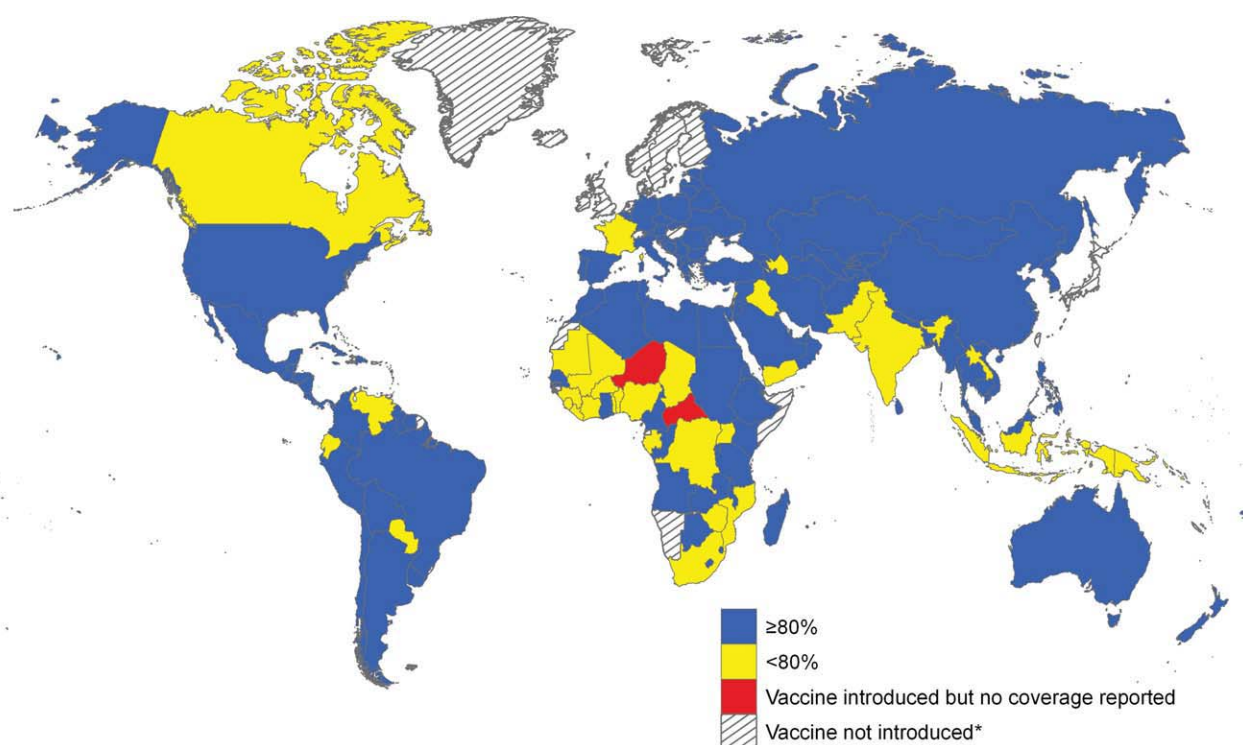 ≥80%
<80%
Vaccine introduced but no coverage reported
Vaccine not introduced*